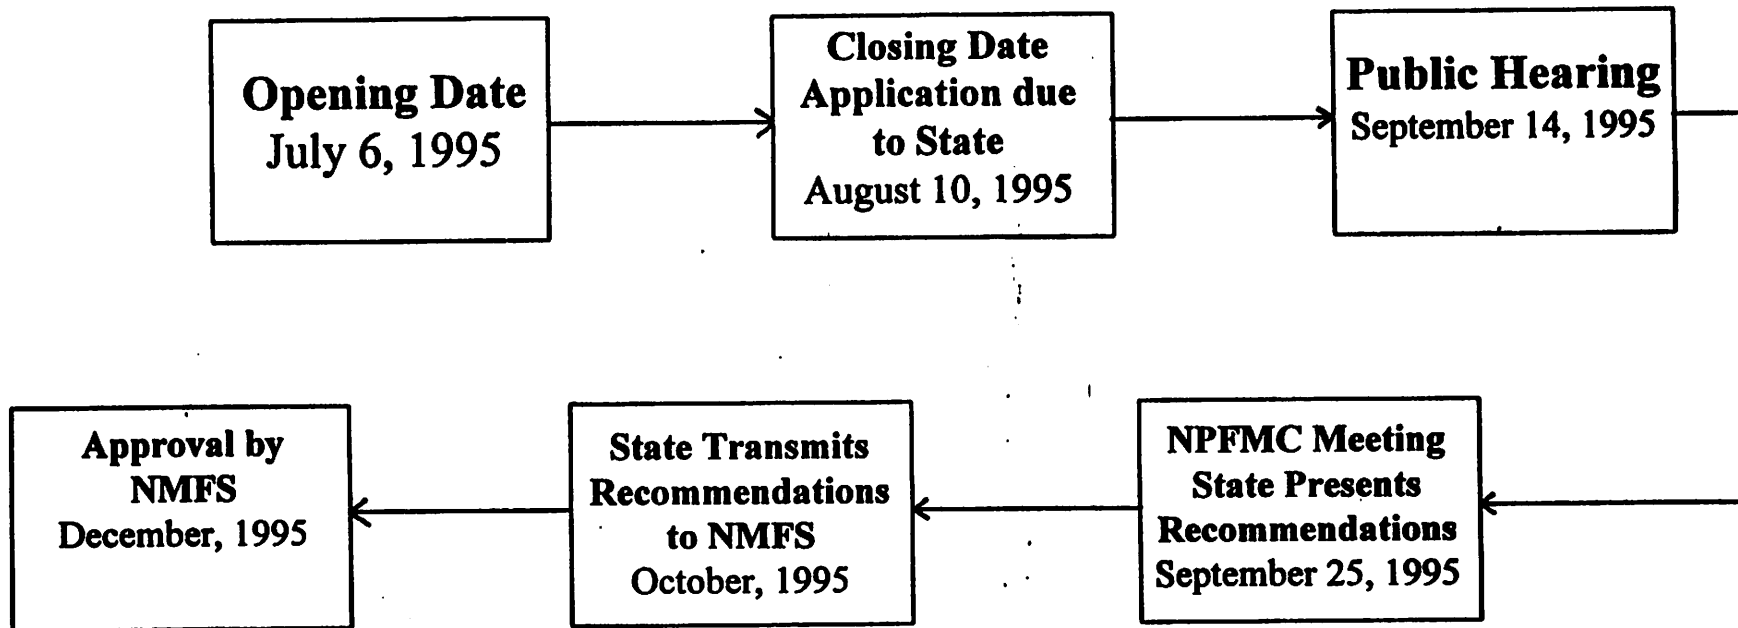 Opening Date
July 6, 1995
Closing Date
Application due
to State
August 10, 1995
Public Hearing
September 14, 1995
NPFMC Meeting
State Presents
Recommendations
September 25, 1995
State Transmits
Recommendations
to NMFS
October, 1995
Approval by
NMFS
December, 1995